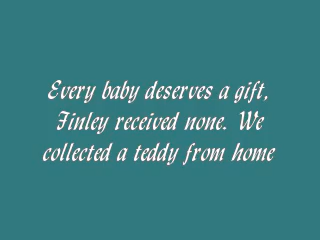 Every baby deserves a gift,
Finley received none. We
collected a teddy from home